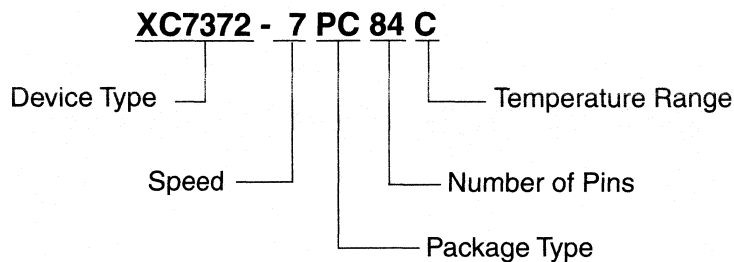 XC7372 - 7 PC 84 C
Device Type
Temperature Range
Speed
Number of Pins
Package Type